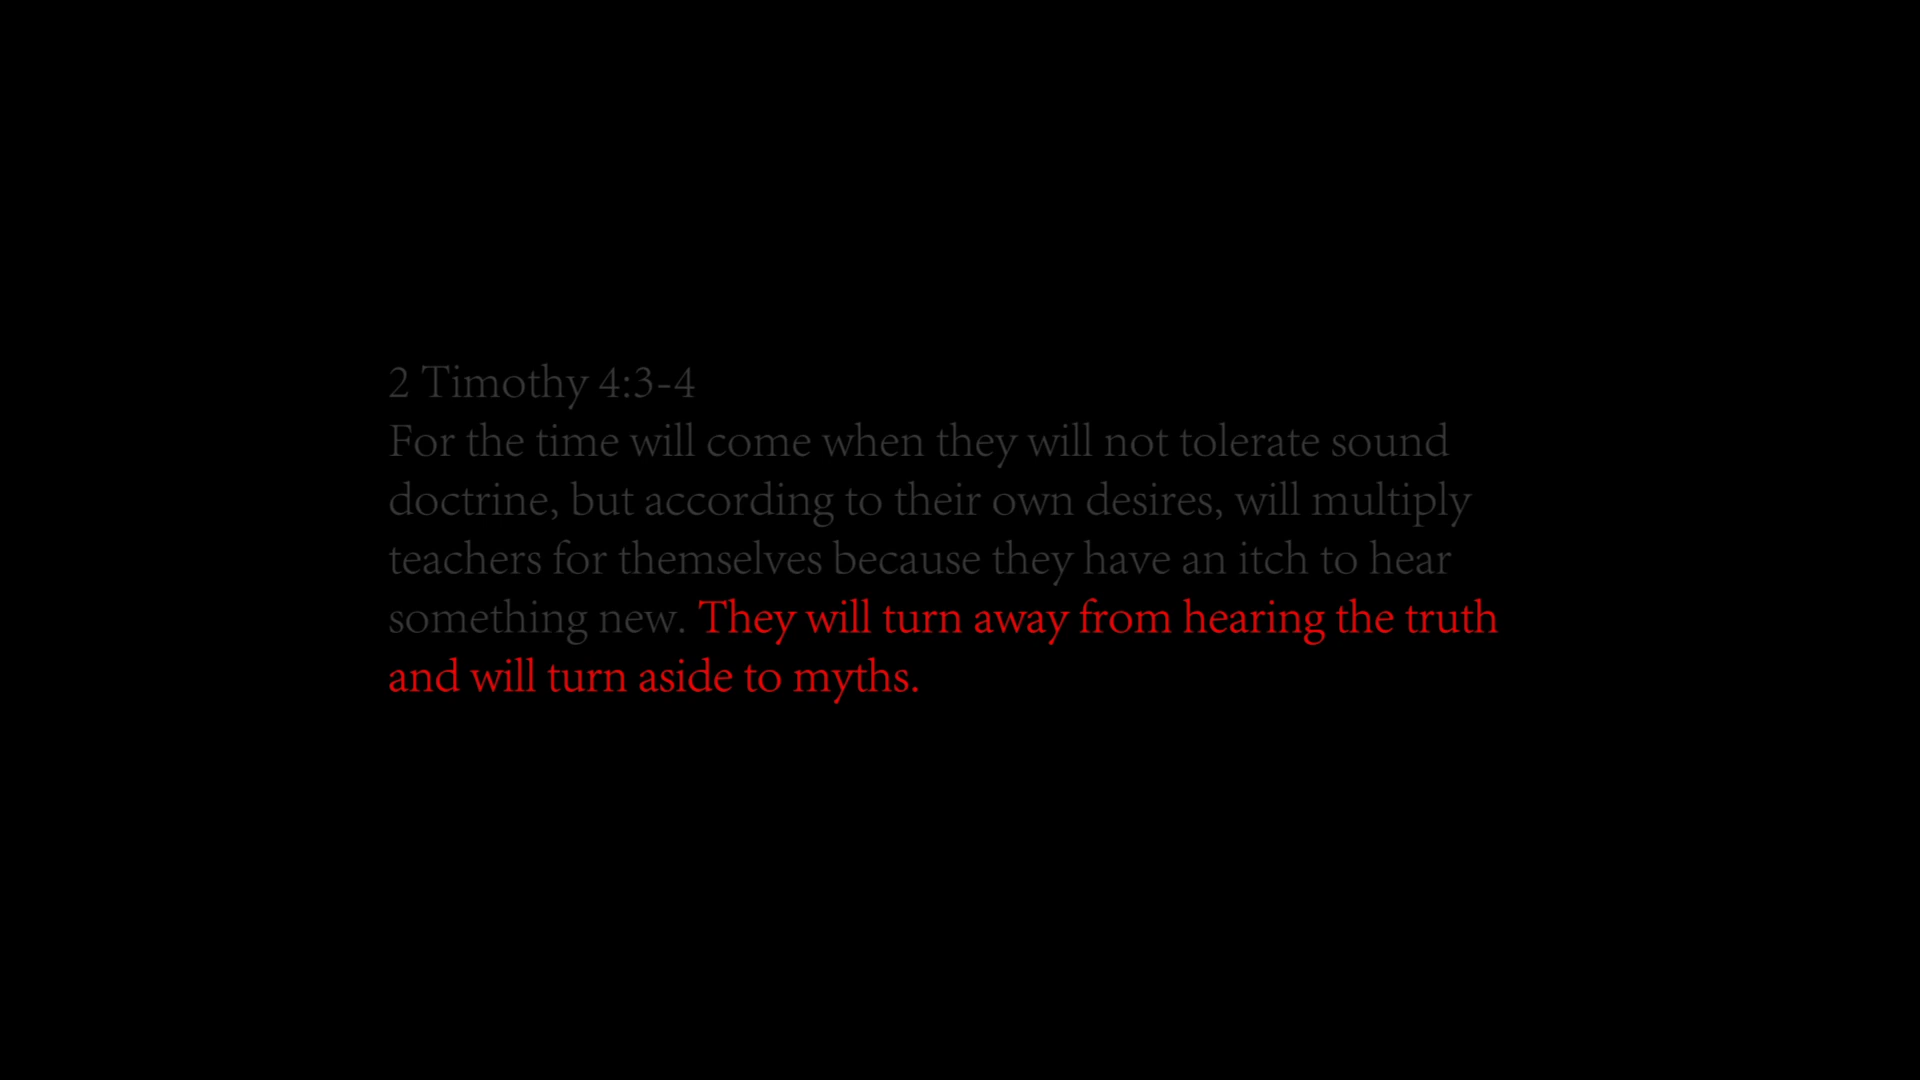 2 Timothy 4:3-4
For the time will come when they will not tolerate sound
doctrine, but according to their own desires, will multiply
teachers for themselves because they have an itch to hear
something new. They will turn away from hearing the truth
and will turn aside to myths.